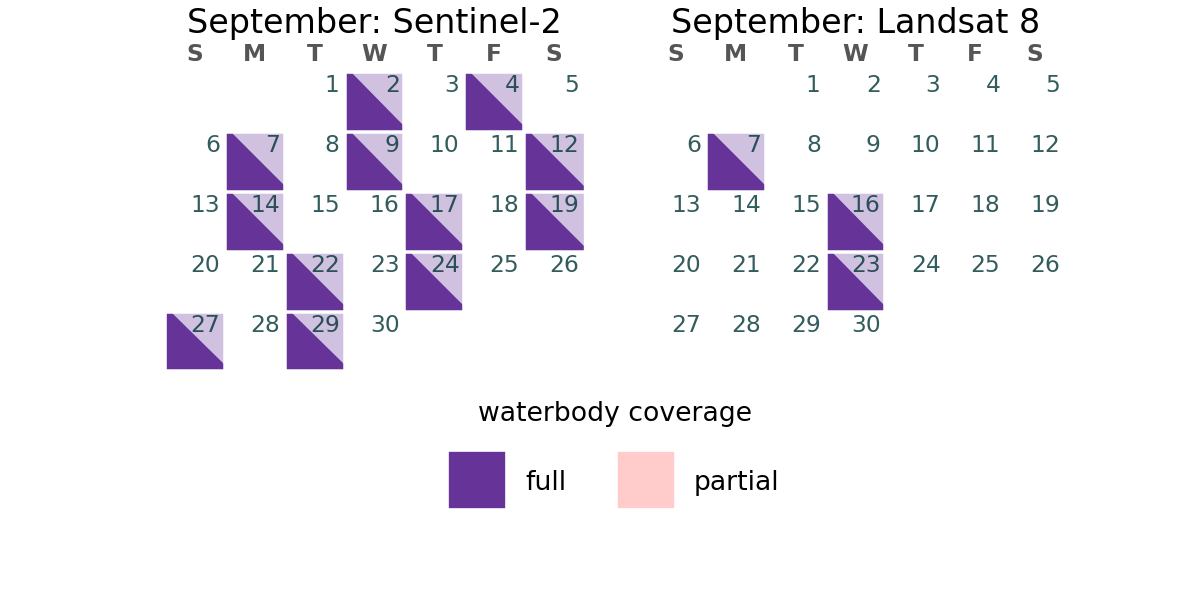 September: Sentinel-2
S M T W T F S
1 2 3 4 5
6 7 8 9 10 11 12
13 14 15 16 17 18 19
20 21 22 23 24 25 26
27 28 29 30
September: Landsat 8
S M T W T F S
1 2 3 4 5
6 7 8 9 10 11 12
13 14 15 16 17 18 19
20 21 22 23 24 25 26
27 28 29 30
waterbody coverage
full partial